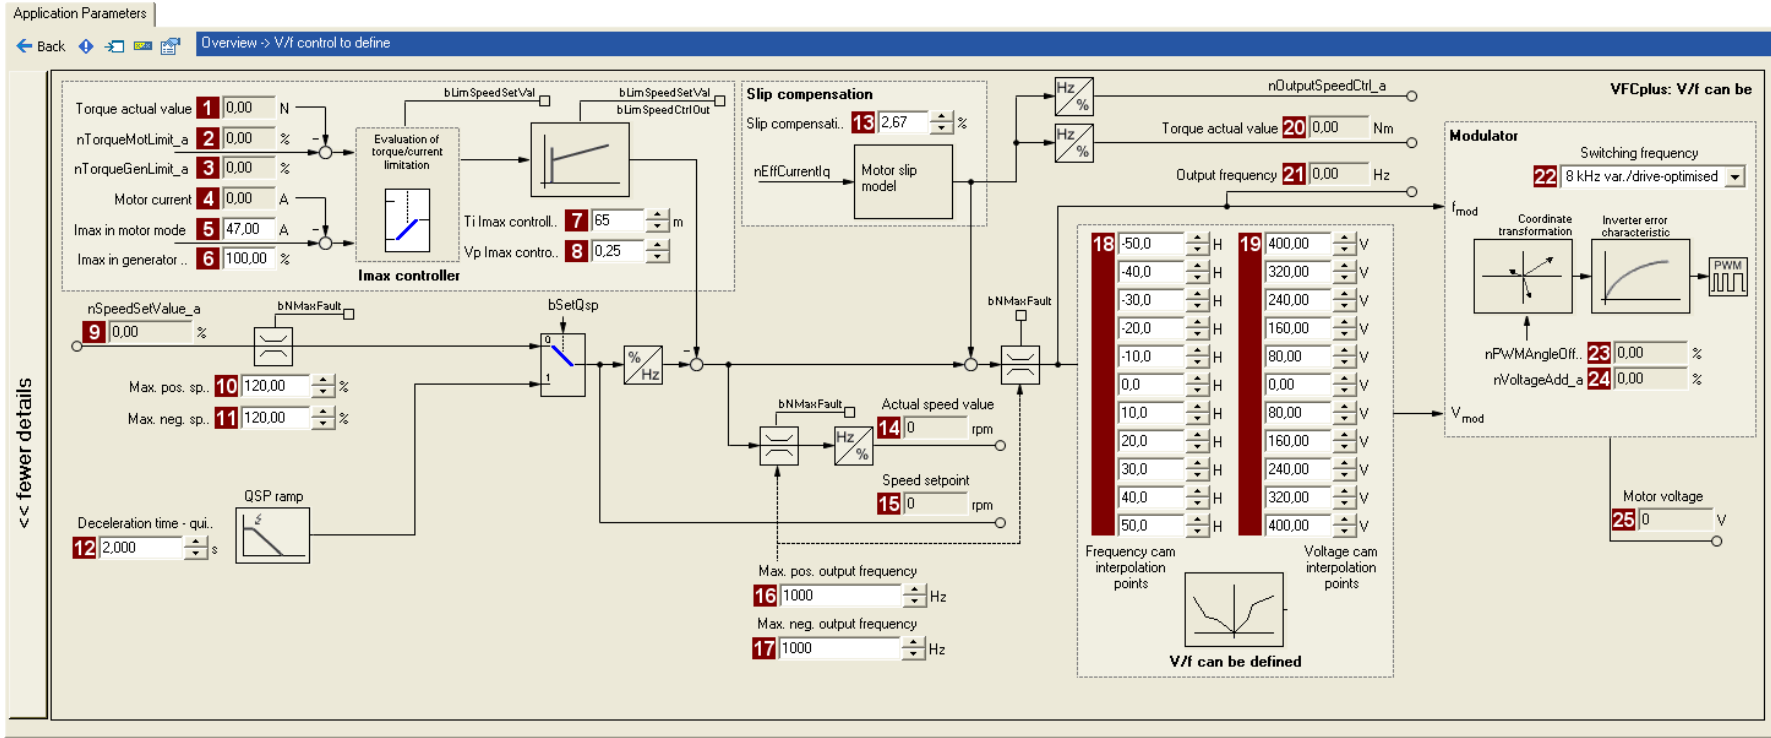 Application Parameters
Back
Overview -> V/f control to define
<< fewer details
Torque actual value 1 0,00 N
nTorqueMotLimit_a 2 0,00 %
nTorqueGenLimit_a 3 0,00 %
Motor current 4 0,00 A
Imax in motor mode 5 47,00 A
Imax in generator .. 6 100,00 %
bLimSpeedSetVal
Evaluation of
torque/current
limitation
bLimSpeedSetVal
bLimSpeedCtrlOut
Ti Imax controll.. 7 65 m
Vp Imax contro.. 8 0,25
Imax controller
Slip compensation
Slip compensati.. 13 2,67 %
nEffCurrentIq
Motor slip
model
Hz
%
nOutputSpeedCtrl_a
Hz
%
Torque actual value 20 0,00 Nm
Output frequency 21 0,00 Hz
VFCplus: V/f can be
Modulator
Switching frequency
22 8 kHz var./drive-optimised
fmod
Coordinate
transformation
Inverter error
characteristic
PWM
nPWMAngleOff.. 23 0,00 %
nVoltageAdd_a 24 0,00 %
Vmod
Motor voltage
25 0 V
nSpeedSetValue_a
9 0,00 %
bNMaxFault
Max. pos. sp.. 10 120,00 %
Max. neg. sp.. 11 120,00 %
bSetQsp
0
1
%
Hz
QSP ramp
Deceleration time - qui..
12 2,000 s
bNMaxFault
Hz
%
Actual speed value
14 0 rpm
Speed setpoint
15 0 rpm
bNMaxFault
Max. pos. output frequency
16 1000 Hz
Max. neg. output frequency
17 1000 Hz
18 -50,0 H 19 400,00 V
-40,0 H 320,00 V
-30,0 H 240,00 V
-20,0 H 160,00 V
-10,0 H 80,00 V
0,0 H 0,00 V
10,0 H 80,00 V
20,0 H 160,00 V
30,0 H 240,00 V
40,0 H 320,00 V
50,0 H 400,00 V
Frequency cam
interpolation
points
Voltage cam
interpolation
points
V/f can be defined